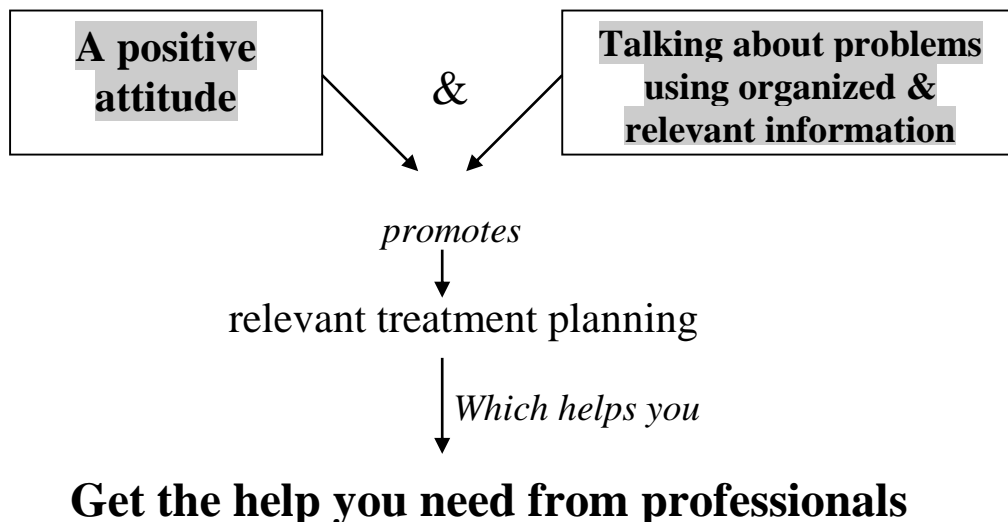 A positive
attitude
&
Talking about problems
using organized &
relevant information
promotes
relevant treatment planning
Which helps you
Get the help you need from professionals